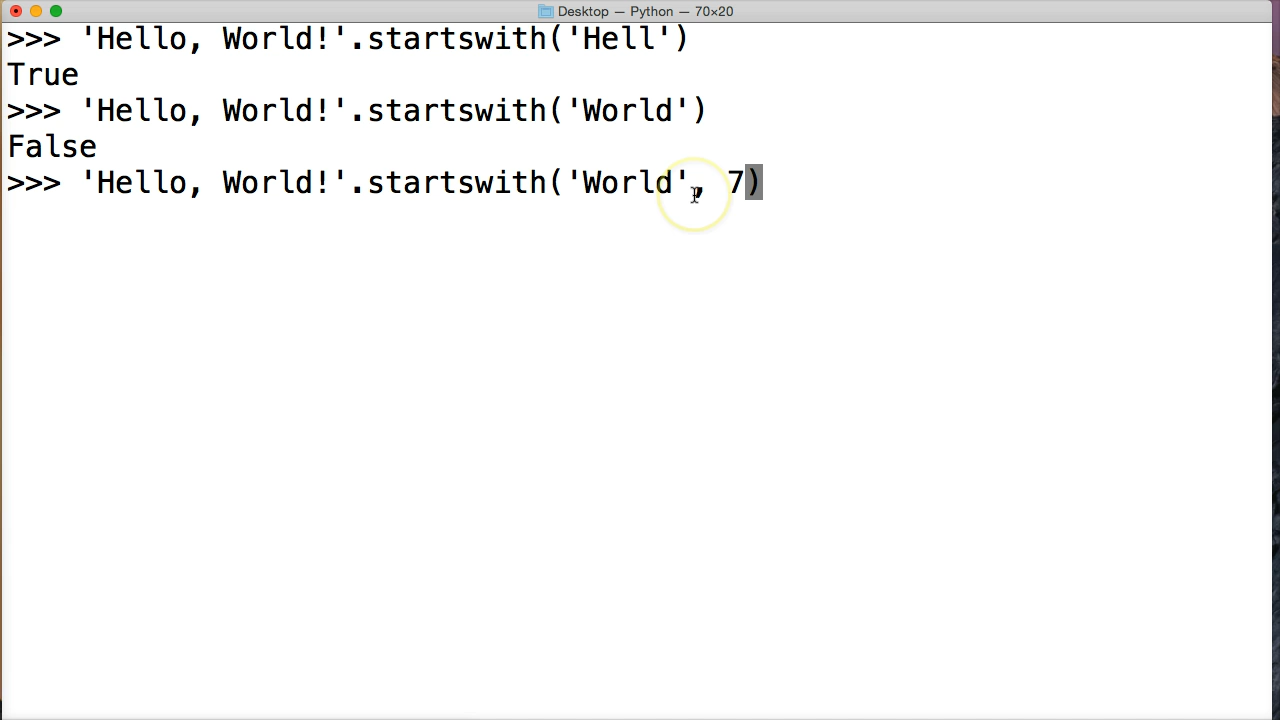 Desktop — Python — 70×20
>>> 'Hello, World!'.startswith('Hell')
True
>>> 'Hello, World!'.startswith('World')
False
>>> 'Hello, World!'.startswith('World', 7)